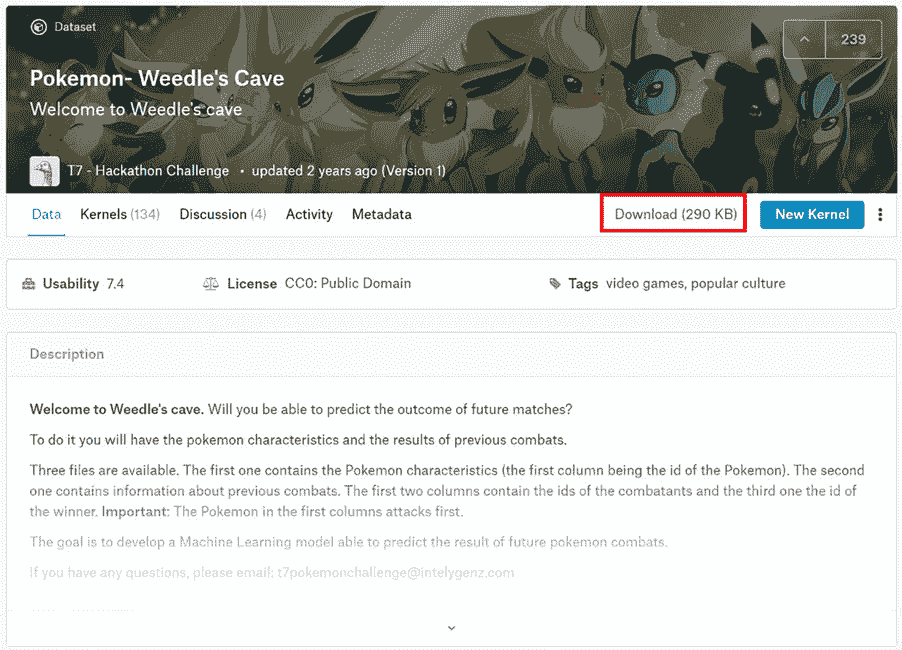 Dataset
239
Pokemon- Weedle's Cave
Welcome to Weedle's cave
T7 - Hackathon Challenge • updated 2 years ago (Version 1)
Data Kernels (134) Discussion (4) Activity Metadata Download (290 KB) New Kernel
Usability 7.4 License CC0: Public Domain Tags video games, popular culture
Description
Welcome to Weedle's cave. Will you be able to predict the outcome of future matches?
To do it you will have the pokemon characteristics and the results of previous combats.
Three files are available. The first one contains the Pokemon characteristics (the first column being the id of the Pokemon). The second
one contains information about previous combats. The first two columns contain the ids of the combatants and the third one the id of
the winner. Important: The Pokemon in the first columns attacks first.
The goal is to develop a Machine Learning model able to predict the result of future pokemon combats.
If you have any questions, please email: t7pokemonchallenge@intelygenz.com